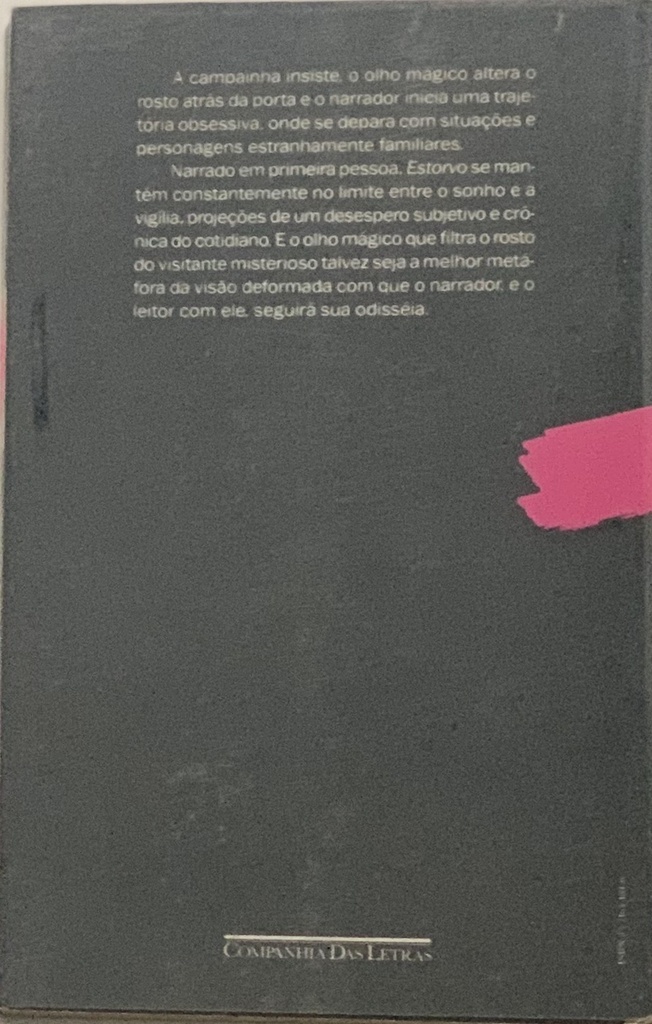 A campainha insiste, o olho mágico altera o
rosto atrás da porta e o narrador inicia uma traje-
tória obsessiva, onde se depara com situações e
personagens estranhamente familiares.
Narrado em primeira pessoa, Estorvo se man-
tém constantemente no limite entre o sonho e a
vigília, projeções de um desespero subjetivo e crô-
nica do cotidiano. E o olho mágico que filtra o rosto
do visitante misterioso talvez seja a melhor metá-
fora da visão deformada com que o narrador, e o
leitor com ele, seguirá sua odisséia.
COMPANHIA DAS LETRAS